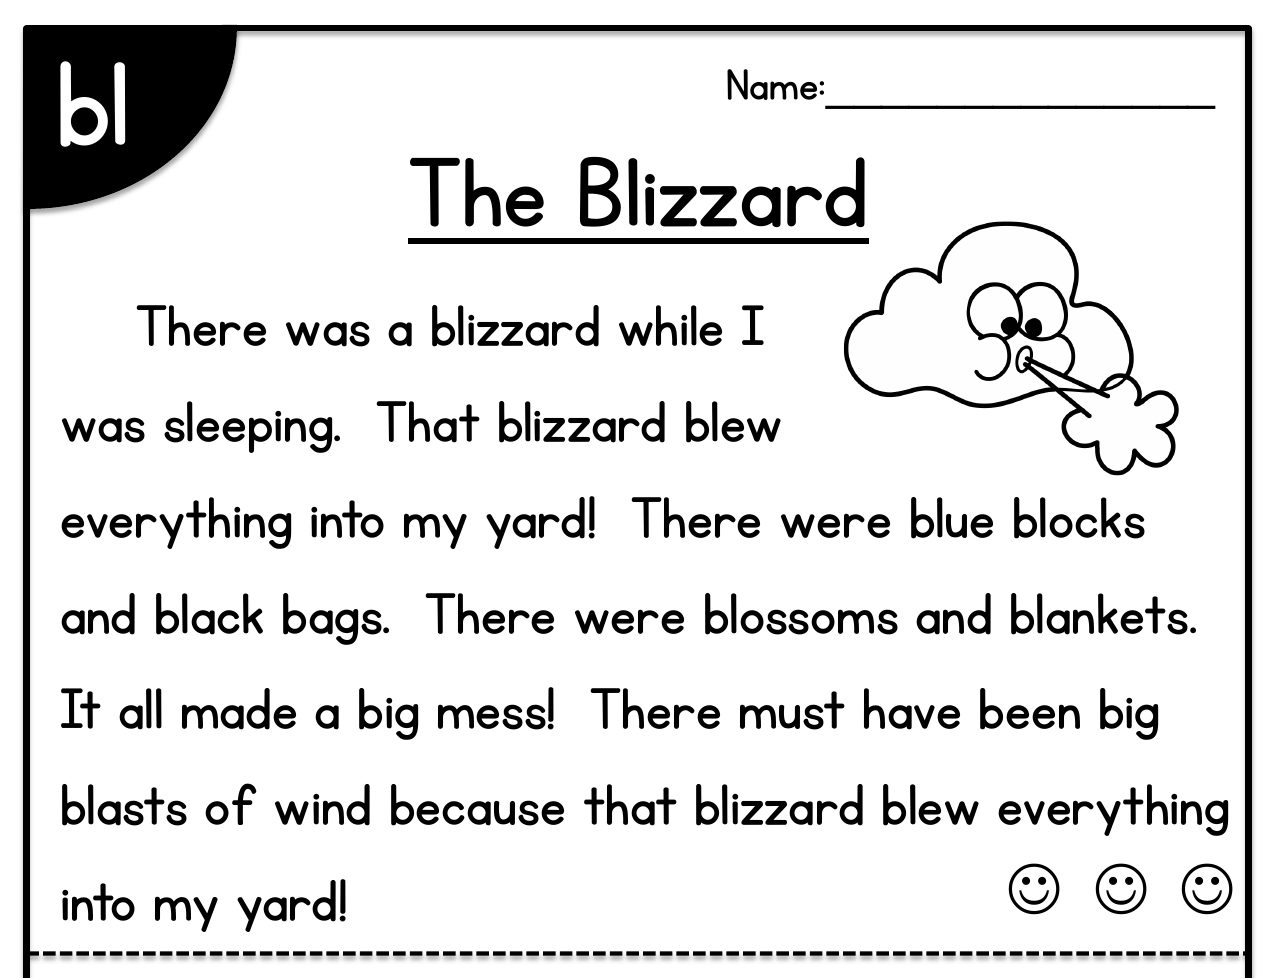 bl
Name:
The Blizzard
There was a blizzard while I
was sleeping. That blizzard blew
everything into my yard! There were blue blocks
and black bags. There were blossoms and blankets.
It all made a big mess! There must have been big
blasts of wind because that blizzard blew everything
into my yard!